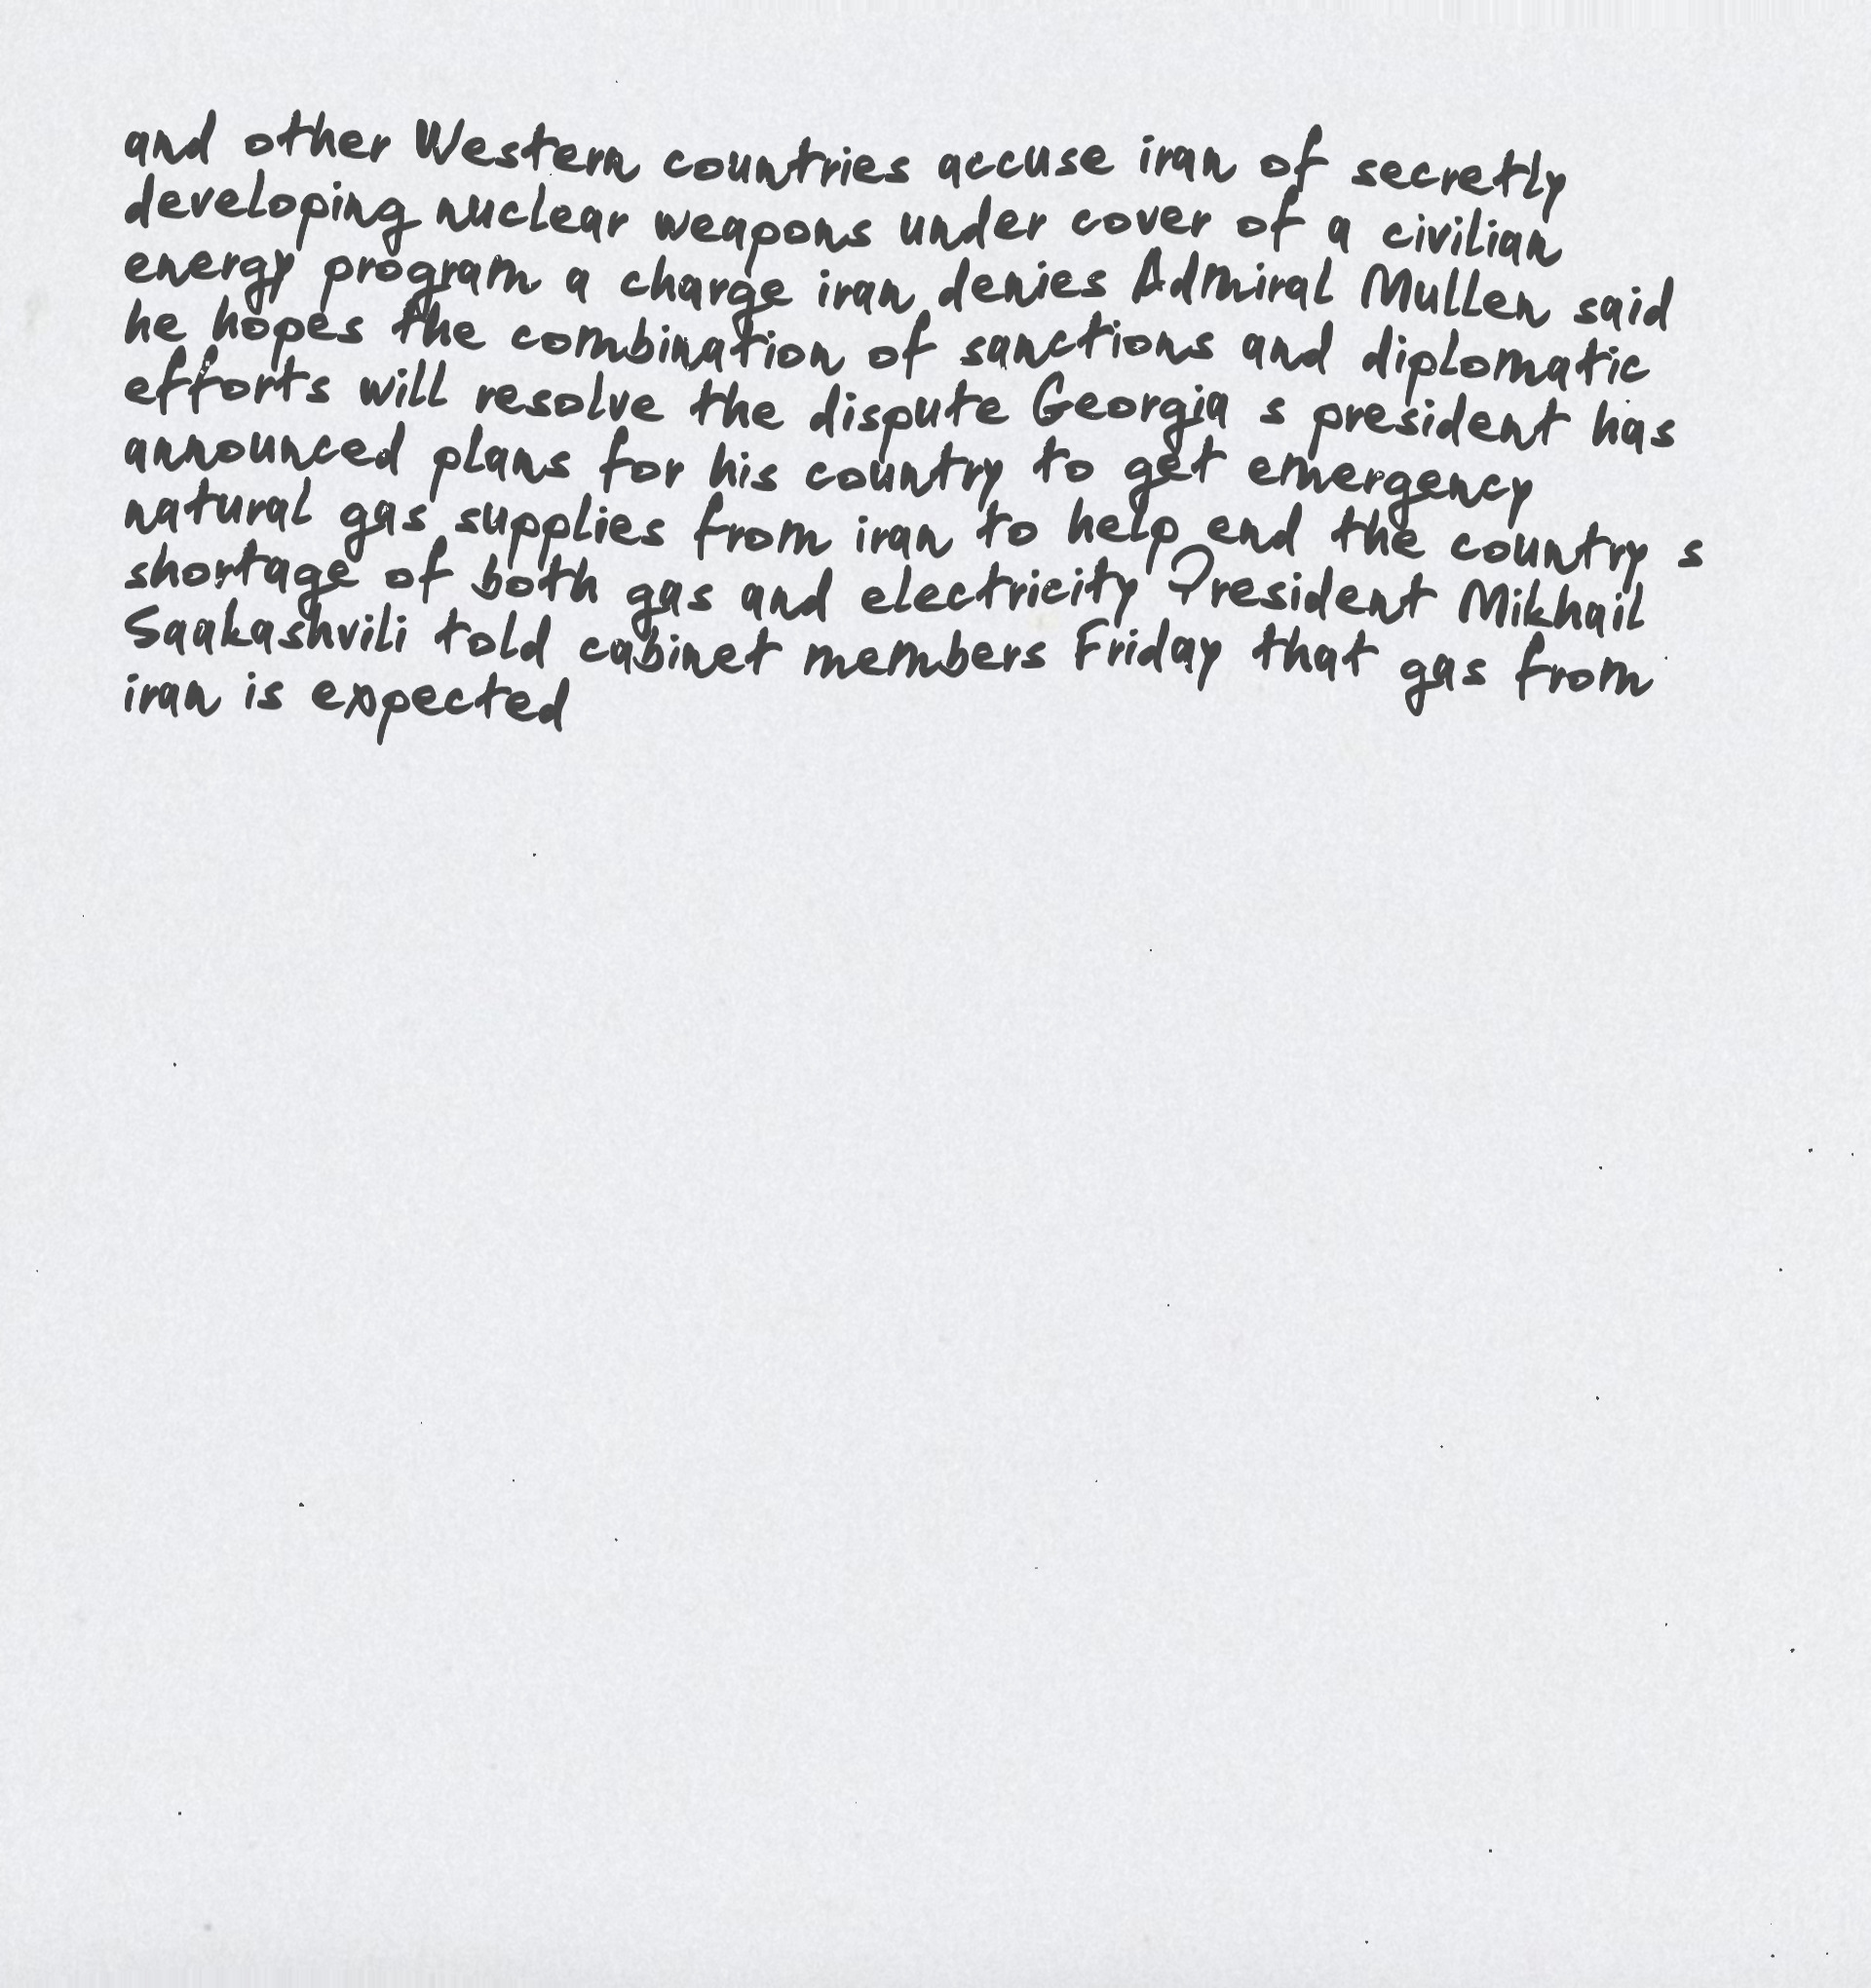 and other Western countries accuse iran of secretly
developing nuclear weapons under cover of a civilian
energy program a charge iran denies Admiral Mullen said
he hopes the combination of sanctions and diplomatic
efforts will resolve the dispute Georgia s president has
announced plans for his country to get emergency
natural gas supplies from iran to help end the country s
shortage of both gas and electricity President Mikhail
Saakashvili told cabinet members Friday that gas from
iran is expected